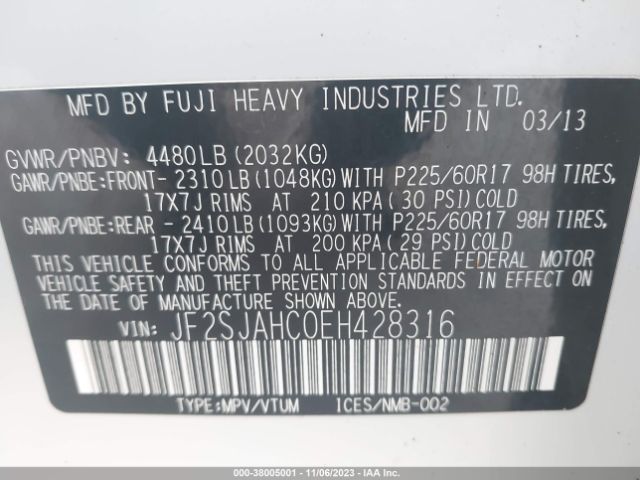 MFD BY FUJI HEAVY INDUSTRIES LTD.
MFD IN 03/13
GVWR/PNBV: 4480LB (2032KG)
GAWR/PNBE:FRONT- 2310LB (1048KG) WITH P225/60R17 98H TIRES,
17X7J RIMS AT 210 KPA (30 PSI) COLD
GAWR/PNBE:REAR - 2410LB (1093KG) WITH P225/60R17 98H TIRES,
17X7J RIMS AT 200 KPA (29 PSI) COLD
THIS VEHICLE CONFORMS TO ALL APPLICABLE FEDERAL MOTOR
VEHICLE SAFETY AND THEFT PREVENTION STANDARDS IN EFFECT ON
THE DATE OF MANUFACTURE SHOWN ABOVE.
VIN: JF2SJAHC0EH428316
TYPE:MPV/VTUM ICES/NMB-002
000-38005001 - 11/06/2023 - IAA Inc.